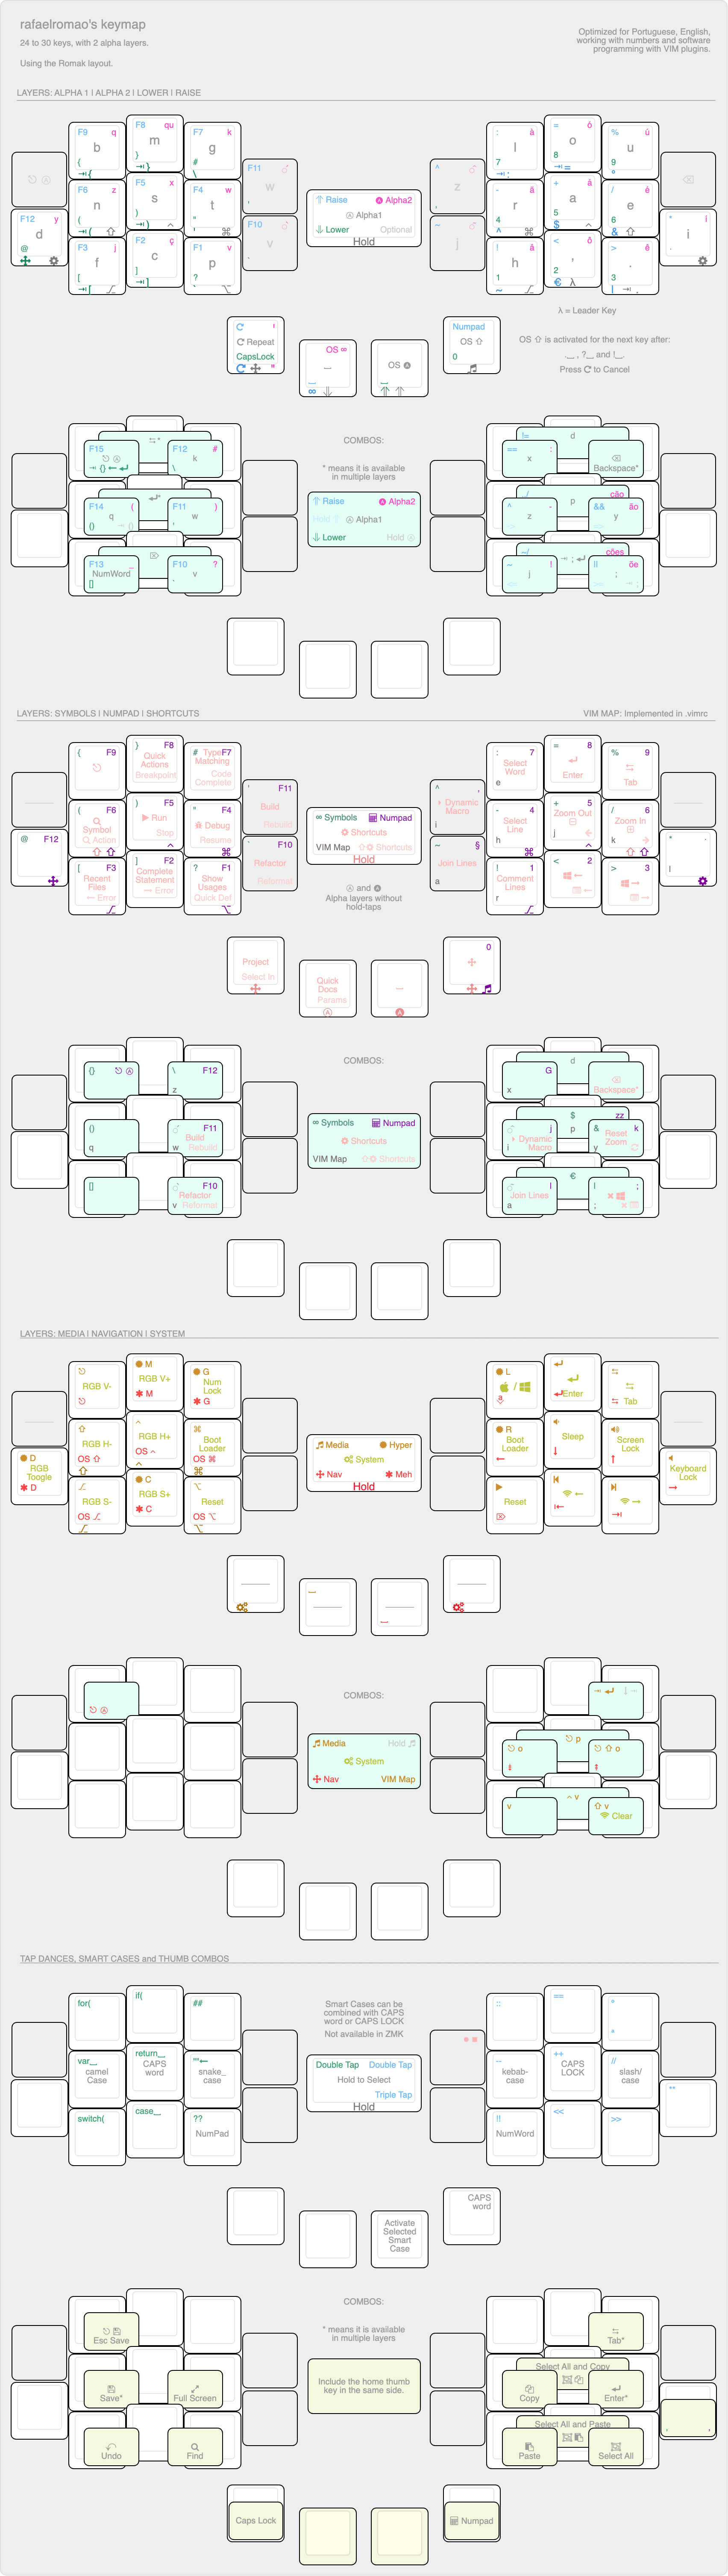 rafaelromao's keymap
24 to 30 keys, with 2 alpha layers.
Using the Romak layout.
Optimized for Portuguese, English,
working with numbers and software
programming with VIM plugins.
LAYERS: ALPHA 1 | ALPHA 2 | LOWER | RAISE
F9 q
b
{
F8 qu
m
}
F7 k
g
#
F11
w
'
F6 z
n
(
F5 x
s
)
F4 t w
"
F10
v
F12 y
d
@
F3 j
f
[
F2 ç
c
]
F1 v
p
?
Raise Alpha2
Alpha1
Lower Optional
Hold
: à
l
7
= ó
o
8
% ú
9
^
z
- ã
r
4
+ á
a
5
$
/ é
e
6
&
j
* í
i
! â
h
1
~
< ô
,
2
€ λ
> ê
.
3
|
λ = Leader Key
Repeat
CapsLock
OS ∞
OS
Numpad
OS ⇧
0
OS ⇧ is activated for the next key after:
._ , ?_ and !_.
Press to Cancel
COMBOS:
* means it is available
in multiple layers
F15
{}
F12 #
k
\
F14 (
q
()
F11 )
w
'
F13
NumWord
[]
F10 ?
v
Raise Alpha2
Alpha1
Lower Hold
!= d
== :
x
Backspace*
p ção
^ -
z
&& ão
y
ções
!
j
|| õe
;
LAYERS: SYMBOLS | NUMPAD | SHORTCUTS
VIM MAP: Implemented in .vimrc
{ F9
} F8
Quick
Actions
Breakpoint
# Type F7
Matching
Code
Complete
' F11
Build
Rebuild
@ F12
( F6
Symbol
Action
) F5
Run
Stop
" F4
Debug
Resume
F10
Refactor
Reformat
[ F3
Recent
Files
Error
] F2
Complete
Statement
Error
? F1
Show
Usages
Quick Def
∞ Symbols Numpad
Shortcuts
VIM Map Shortcuts
Hold
and
Alpha layers without
hold-taps
: 7
Select
Word
e
= 8
Enter
% 9
Tab
^ ,
Dynamic
Macro
i
- 4
Select
Line
h
+ 5
Zoom Out
j
/ 6
Zoom In
k
§
Join Lines
a
! 1
Comment
Lines
r
< 2
> 3
*
l
Project
Select In
Quick
Docs
Params
0
COMBOS:
{}
\ F12
z
()
q
F11
Build
w Rebuild
[]
F10
Refactor
v Reformat
∞ Symbols Numpad
Shortcuts
VIM Map Shortcuts
d
G
x
Backspace*
$ zz
p
j
Dynamic
i Macro
& k
Reset
y Zoom
€
Join Lines
a
| ;
;
LAYERS: MEDIA | NAVIGATION | SYSTEM
RGB V-
M
RGB V+
M
G
Num
Lock
G
RGB H-
OS ⇧
RGB H+
OS ^
⌘
Boot
Loader
OS ⌘
D
RGB
Toogle
D
RGB S-
OS
C
RGB S+
C
Reset
OS ⌥
Media Hyper
System
Nav Meh
Hold
L
/
Enter
Tab
R
Boot
Loader
Sleep
Screen
Lock
Keyboard
Lock
Reset
COMBOS:
Media Hold
System
Nav VIM Map
p
o
o
v
v
v
Clear
TAP DANCES, SMART CASES and THUMB COMBOS
for(
if(
##
var_
camel
Case
return_
CAPS
word
""←
snake_
case
switch(
case_
??
NumPad
Smart Cases can be
combined with CAPS
word or CAPS LOCK
Not available in ZMK
Double Tap Double Tap
Hold to Select
Triple Tap
Hold
::
==
--
kebab-
case
++
CAPS
LOCK
//
slash/
case
!!
NumWord
<<
>>
**
Activate
Selected
Smart
Case
CAPS
word
COMBOS:
* means it is available
in multiple layers
Esc Save
Save*
Full Screen
Undo
Find
Include the home thumb
key in the same side.
Tab*
Select All and Copy
Copy
Enter*
Select All and Paste
Paste
Select All
Caps Lock
Numpad